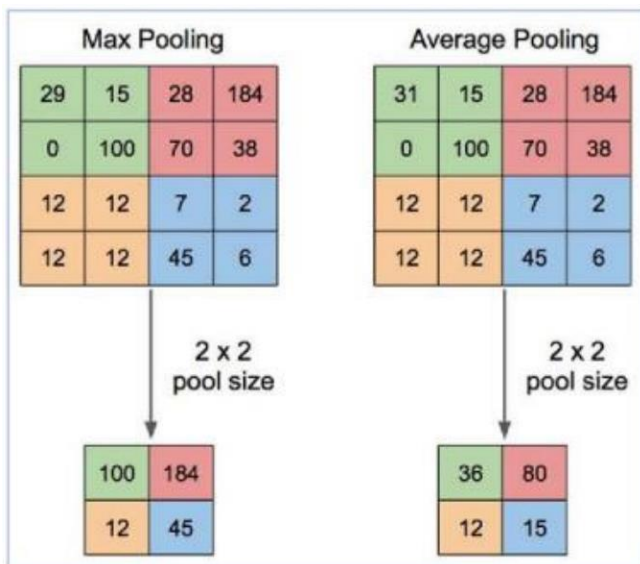 Max Pooling
29 15 28 184
0 100 70 38
12 12 7 2
12 12 45 6
2 x 2
pool size
100 184
12 45
Average Pooling
31 15 28 184
0 100 70 38
12 12 7 2
12 12 45 6
2 x 2
pool size
36 80
12 15